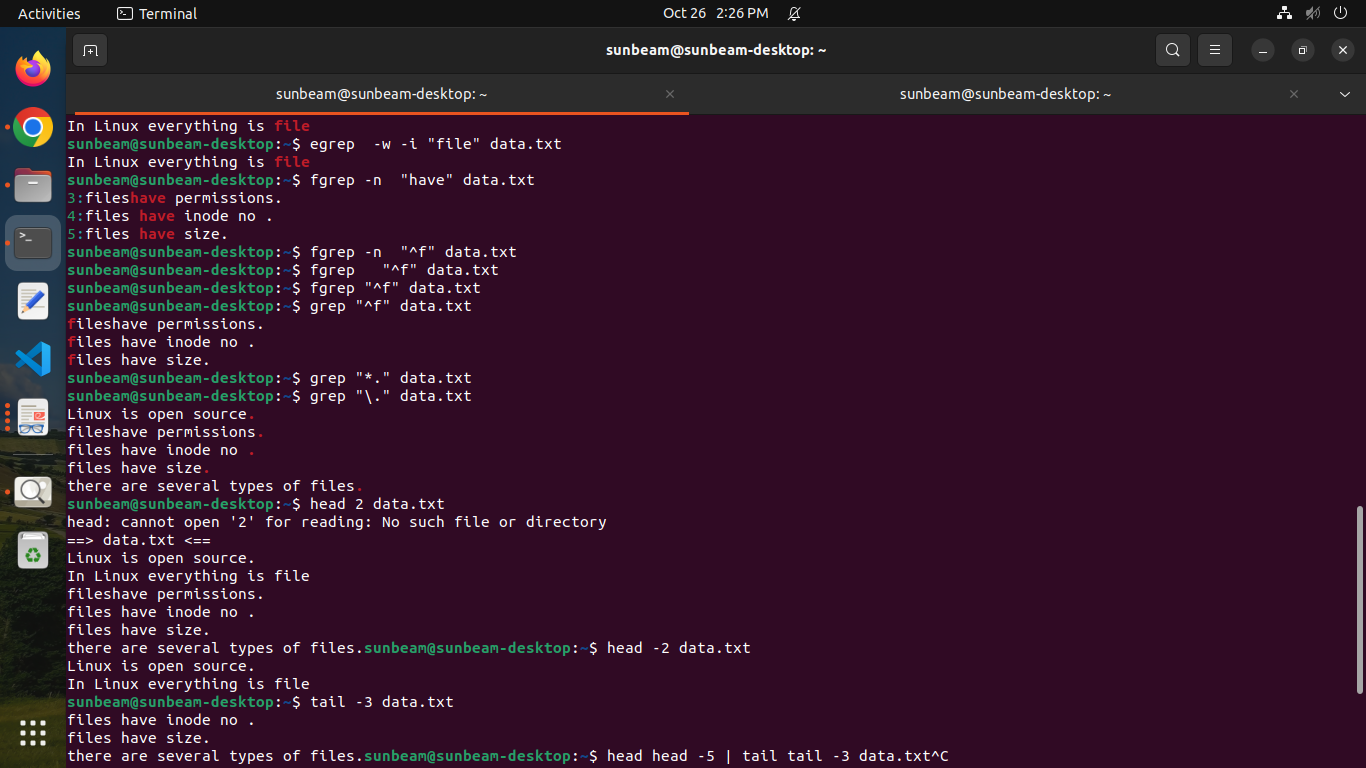 Activities Terminal Oct 26 2:26 PM
sunbeam@sunbeam-desktop: ~
sunbeam@sunbeam-desktop: ~ sunbeam@sunbeam-desktop: ~
In Linux everything is file
sunbeam@sunbeam-desktop:~$ egrep  -w -i "file" data.txt
In Linux everything is file
sunbeam@sunbeam-desktop:~$ fgrep -n  "have" data.txt
3:fileshave permissions.
4:files have inode no .
5:files have size.
sunbeam@sunbeam-desktop:~$ fgrep -n  "^f" data.txt
sunbeam@sunbeam-desktop:~$ fgrep   "^f" data.txt
sunbeam@sunbeam-desktop:~$ fgrep "^f" data.txt
sunbeam@sunbeam-desktop:~$ grep "^f" data.txt
fileshave permissions.
files have inode no .
files have size.
sunbeam@sunbeam-desktop:~$ grep "*." data.txt
sunbeam@sunbeam-desktop:~$ grep "\." data.txt
Linux is open source.
fileshave permissions.
files have inode no .
files have size.
there are several types of files.
sunbeam@sunbeam-desktop:~$ head 2 data.txt
head: cannot open '2' for reading: No such file or directory
==> data.txt <==
Linux is open source.
In Linux everything is file
fileshave permissions.
files have inode no .
files have size.
there are several types of files.sunbeam@sunbeam-desktop:~$ head -2 data.txt
Linux is open source.
In Linux everything is file
sunbeam@sunbeam-desktop:~$ tail -3 data.txt
files have inode no .
files have size.
there are several types of files.sunbeam@sunbeam-desktop:~$ head head -5 | tail tail -3 data.txt^C